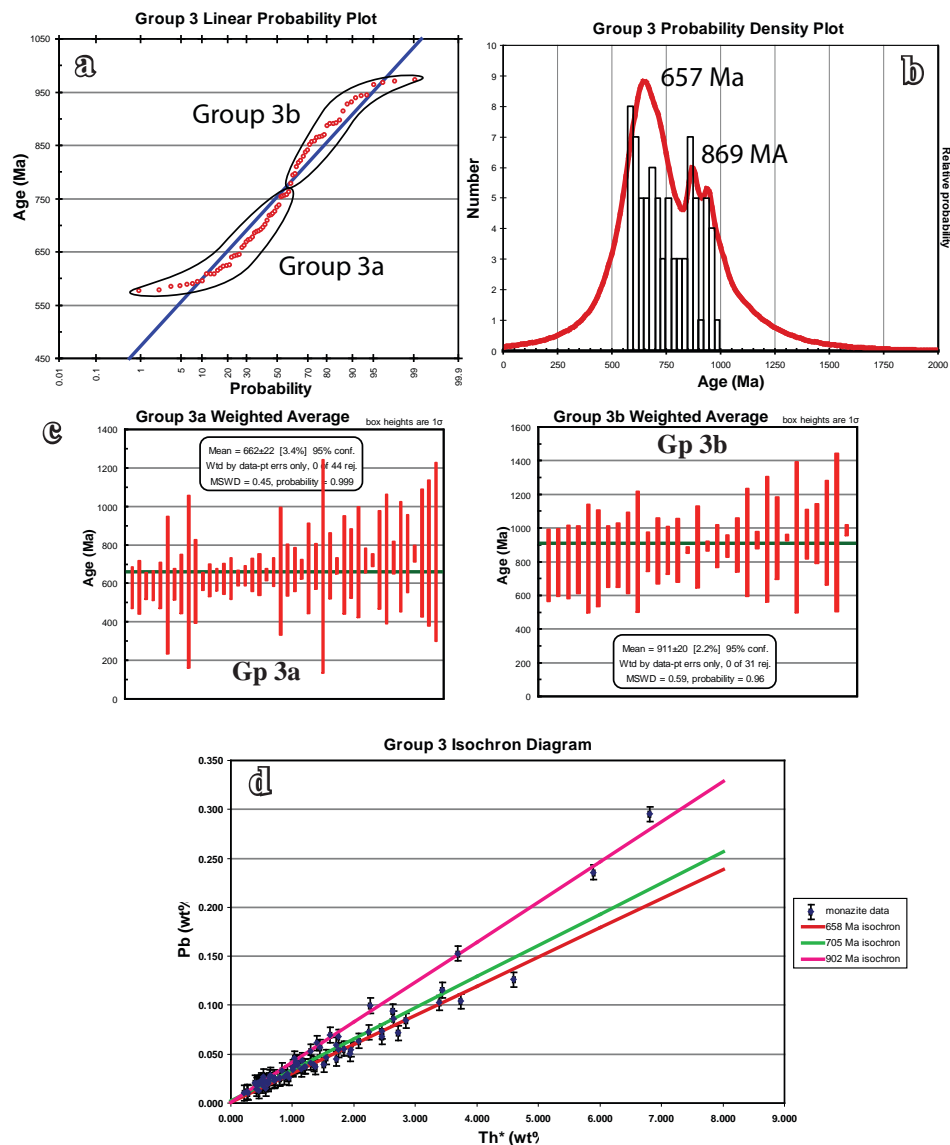 Group 3 Linear Probability Plot
a
Age (Ma)
1050
950
850
750
650
550
450
Group 3b
Group 3a
0.01
0.1
1
5
10
20
30
50
70
80
90
95
99
99.9
Probability
Group 3 Probability Density Plot
b
657 Ma
869 MA
Number
Relative probability
10
9
8
7
6
5
4
3
2
1
0
0
250
500
750
1000
1250
1500
1750
2000
Age (Ma)
c
Group 3a Weighted Average
box heights are 1σ
Mean = 662±22 [3.4%] 95% conf.
Wtd by data-pt errs only, 0 of 44 rej.
MSWD = 0.45, probability = 0.999
Age (Ma)
1400
1200
1000
800
600
400
200
0
Gp 3a
Group 3b Weighted Average
box heights are 1σ
Gp 3b
Age (Ma)
1600
1400
1200
1000
800
600
400
200
0
Mean = 911±20 [2.2%] 95% conf.
Wtd by data-pt errs only, 0 of 31 rej.
MSWD = 0.59, probability = 0.96
Group 3 Isochron Diagram
d
Pb (wt%
0.350
0.300
0.250
0.200
0.150
0.100
0.050
0.000
0.000
1.000
2.000
3.000
4.000
5.000
6.000
7.000
8.000
9.000
Th* (wt%
monazite data
658 Ma isochron
705 Ma isochron
902 Ma isochron